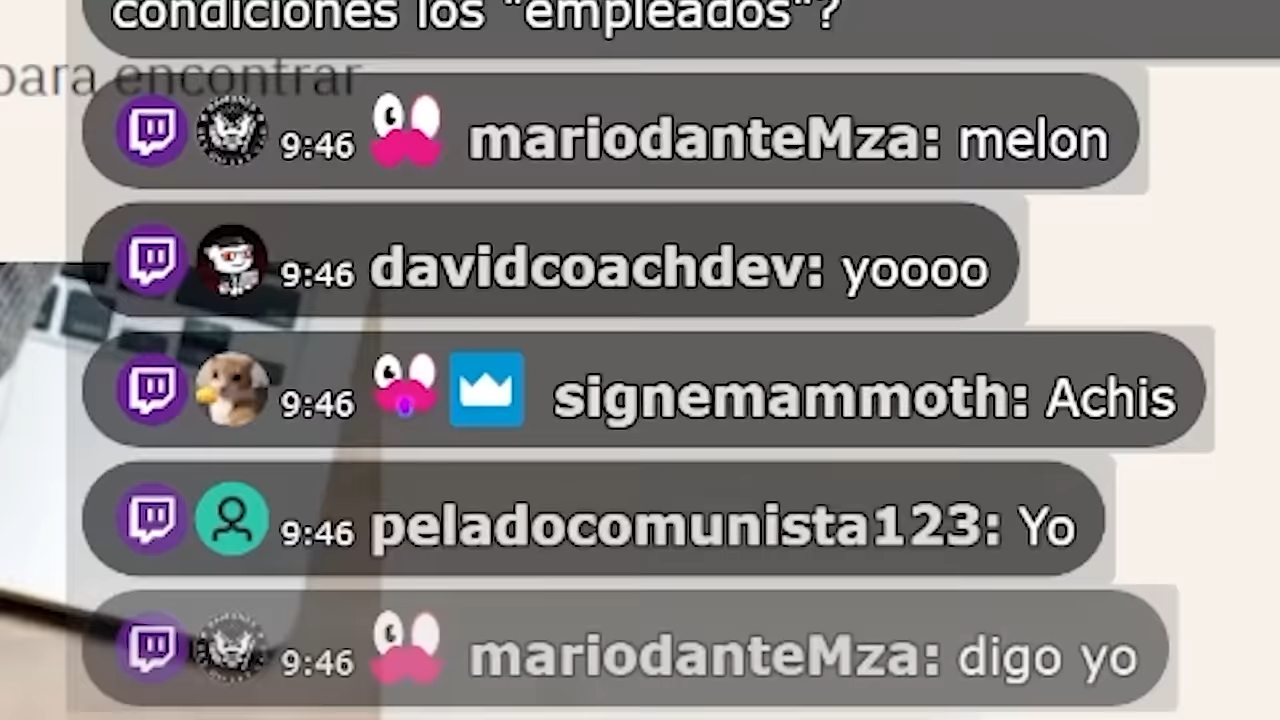 condiciones los "empleados"?
para encontrar
9:46 mariodanteMza: melon
9:46 davidcoachdev: yoooo
9:46 signemammoth: Achis
9:46 peladocomunista123: Yo
9:46 mariodanteMza: digo yo